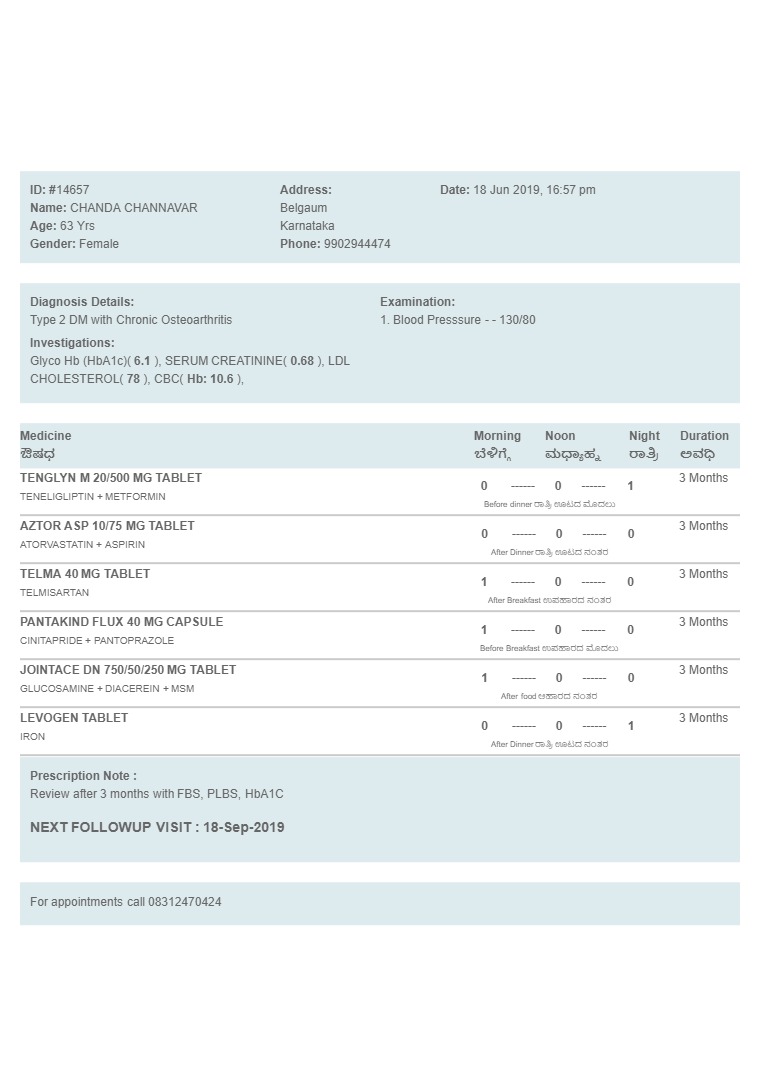 ID: #14657
Name: CHANDA CHANNAVAR
Age: 63 Yrs
Gender: Female
Address:
Belgaum
Karnataka
Phone: 9902944474
Date: 18 Jun 2019, 16:57 pm
Diagnosis Details:
Type 2 DM with Chronic Osteoarthritis
Investigations:
Glyco Hb (HbA1c)( 6.1 ), SERUM CREATININE( 0.68 ), LDL
CHOLESTEROL( 78 ), CBC( Hb: 10.6 ),
Examination:
1. Blood Presssure - - 130/80
Medicine Morning Noon Night Duration
ಔಷಧ ಬೆಳಿಗ್ಗೆ ಮಧ್ಯಾಹ್ನ ರಾತ್ರಿ ಅವಧಿ
TENGLYN M 20/500 MG TABLET 0 ------ 0 ------ 1 3 Months
TENELIGLIPTIN + METFORMIN
Before dinner ರಾತ್ರಿ ಊಟದ ಮೊದಲು
AZTOR ASP 10/75 MG TABLET 0 ------ 0 ------ 0 3 Months
ATORVASTATIN + ASPIRIN
After Dinner ರಾತ್ರಿ ಊಟದ ನಂತರ
TELMA 40 MG TABLET 1 ------ 0 ------ 0 3 Months
TELMISARTAN
After Breakfast ಉಪಹಾರದ ನಂತರ
PANTAKIND FLUX 40 MG CAPSULE 1 ------ 0 ------ 0 3 Months
CINITAPRIDE + PANTOPRAZOLE
Before Breakfast ಉಪಹಾರದ ಮೊದಲು
JOINTACE DN 750/50/250 MG TABLET 1 ------ 0 ------ 0 3 Months
GLUCOSAMINE + DIACEREIN + MSM
After food ಆಹಾರದ ನಂತರ
LEVOGEN TABLET 0 ------ 0 ------ 1 3 Months
IRON
After Dinner ರಾತ್ರಿ ಊಟದ ನಂತರ
Prescription Note :
Review after 3 months with FBS, PLBS, HbA1C
NEXT FOLLOWUP VISIT : 18-Sep-2019
For appointments call 08312470424